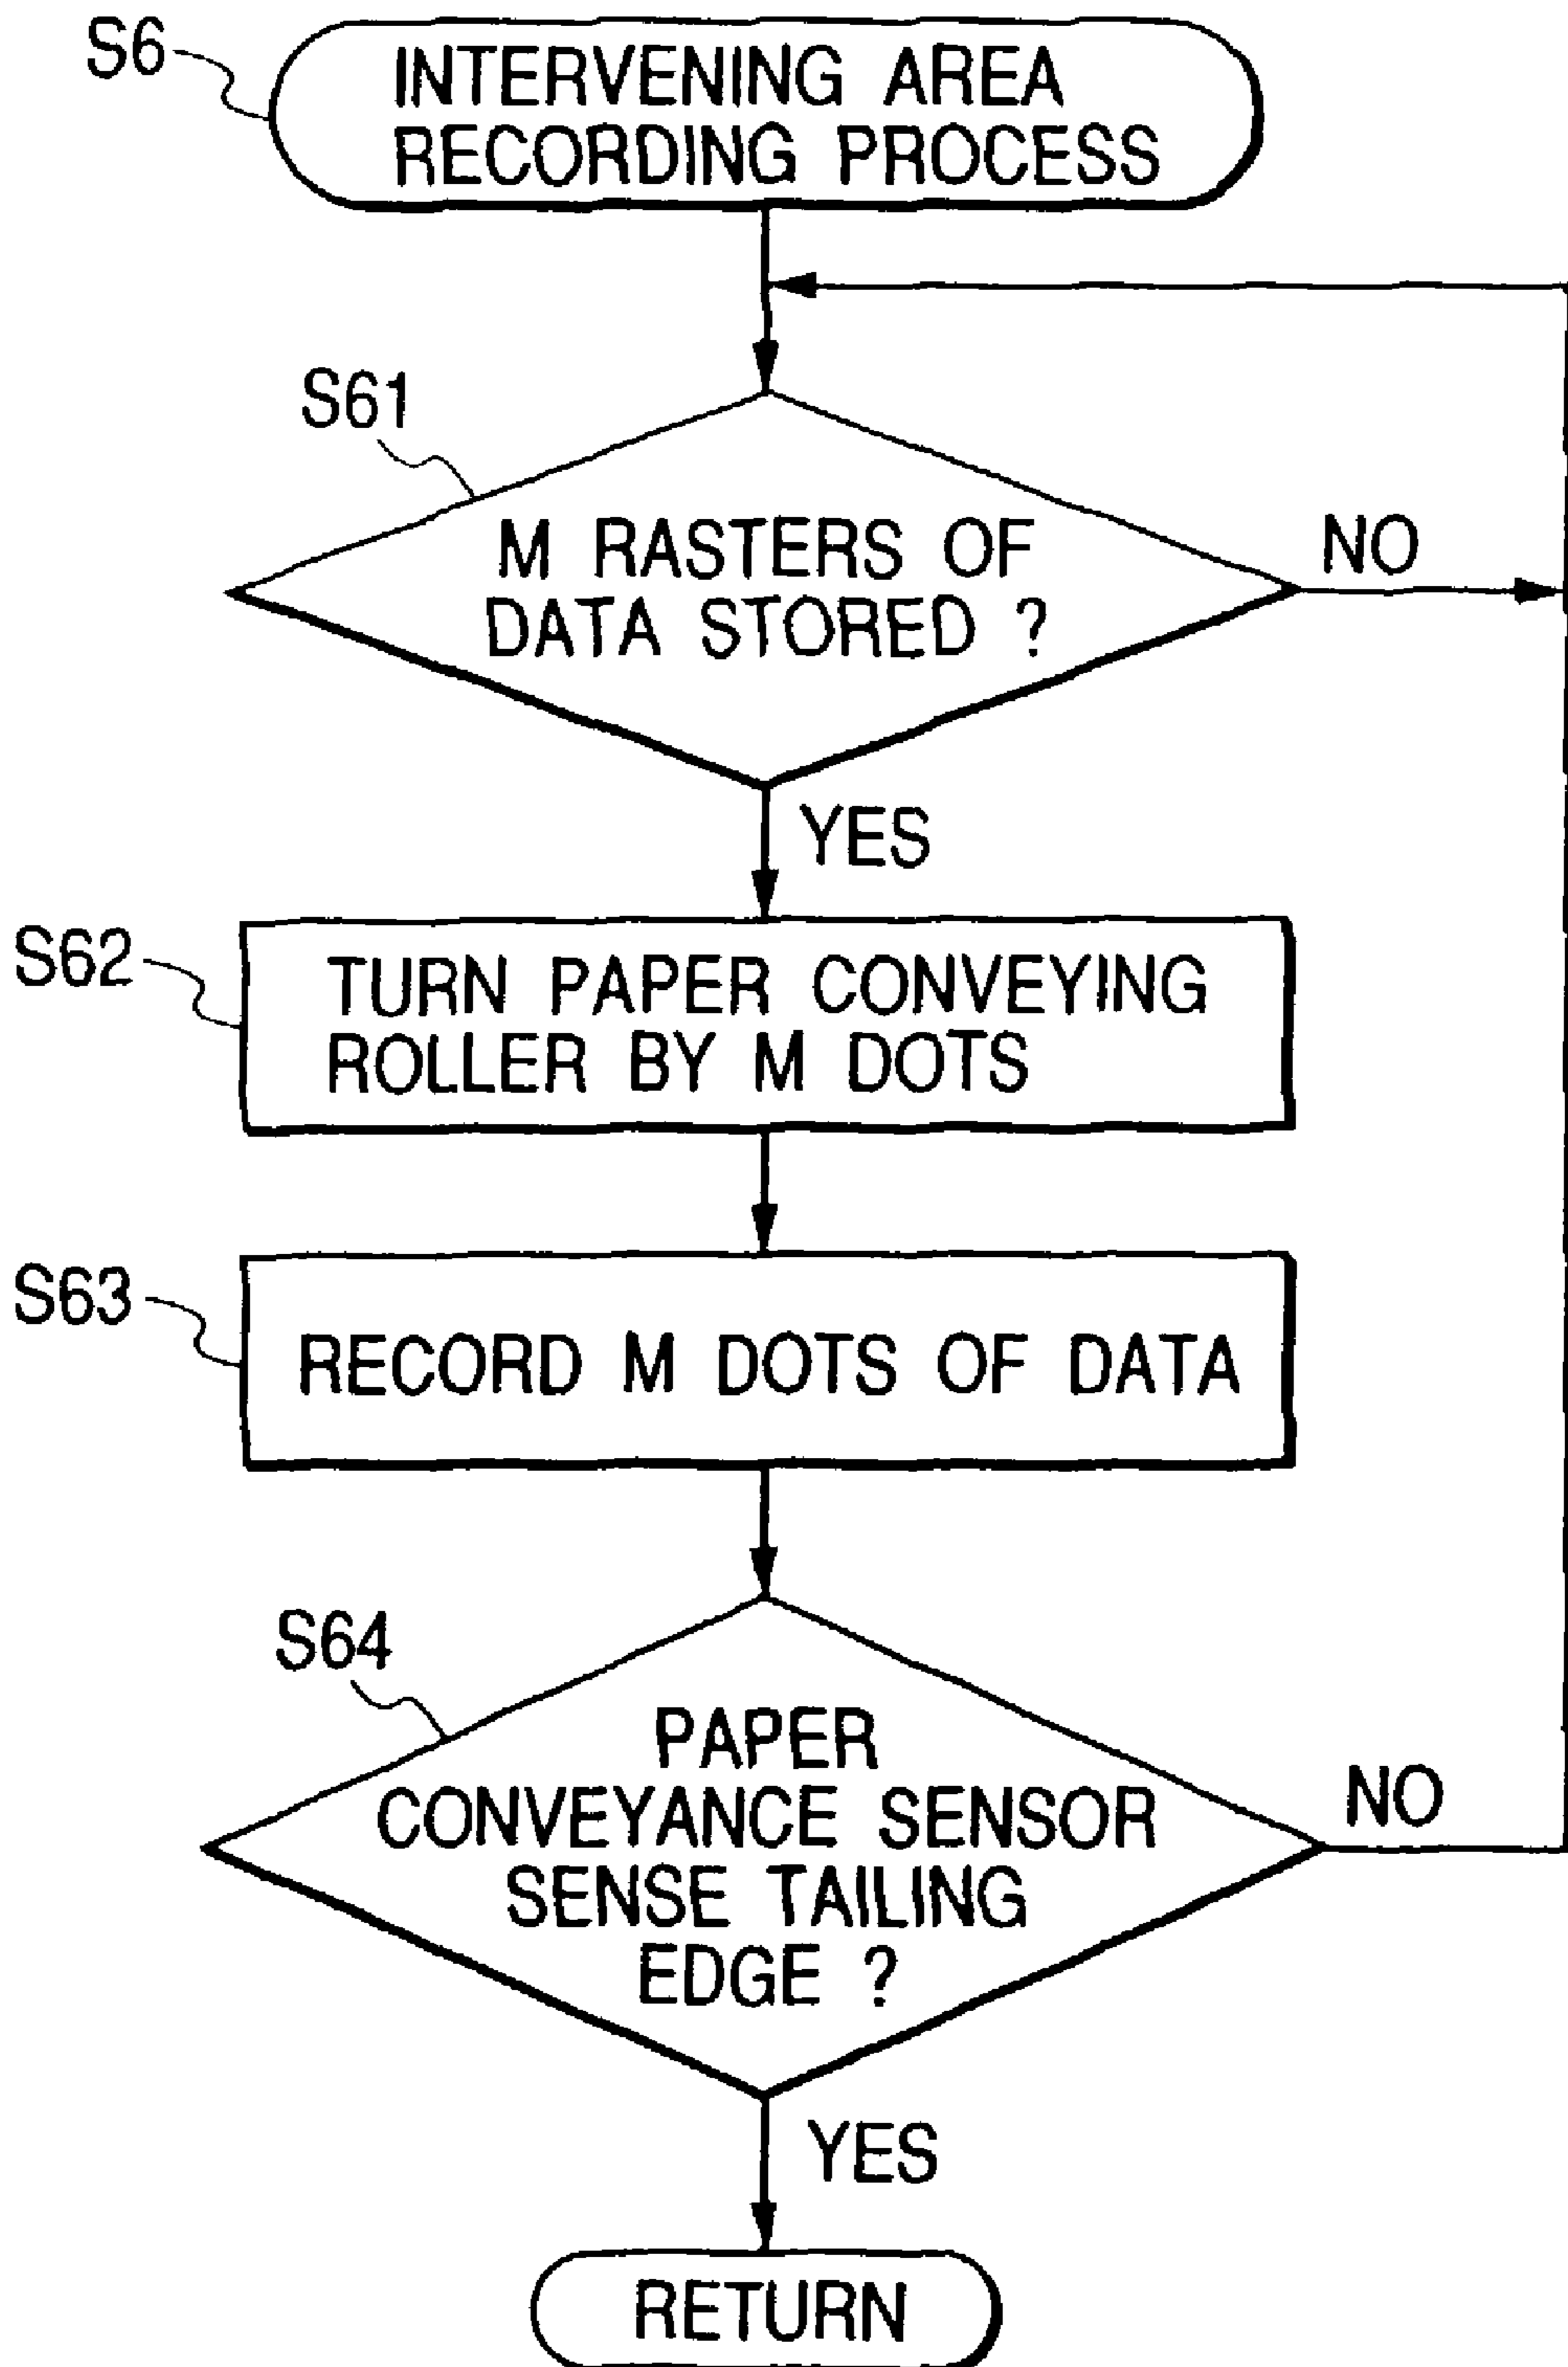 S6
INTERVENING AREA
RECORDING PROCESS
S61
M RASTERS OF
DATA STORED ?
NO
YES
S62
TURN PAPER CONVEYING
ROLLER BY M DOTS
S63
RECORD M DOTS OF DATA
S64
PAPER
CONVEYANCE SENSOR
SENSE TAILING
EDGE ?
NO
YES
RETURN